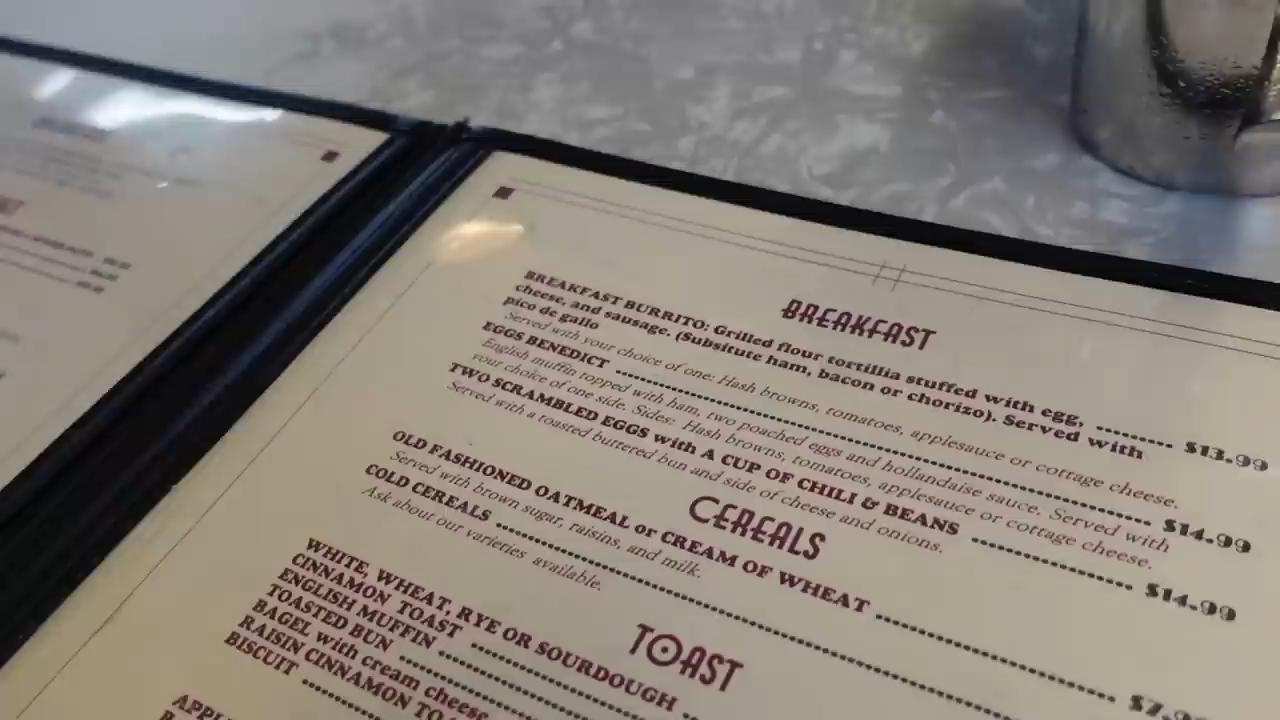 BREAKFAST
BREAKFAST BURRITO: Grilled flour tortillia stuffed with egg,
cheese, and sausage. (Subsitute ham, bacon or chorizo). Served with
pico de gallo $13.99
Served with your choice of one: Hash browns, tomatoes, applesauce or cottage cheese.
EGGS BENEDICT $14.99
English muffin topped with ham, two poached eggs and hollandaise sauce. Served with
your choice of one side. Sides: Hash browns, tomatoes, applesauce or cottage cheese.
TWO SCRAMBLED EGGS with A CUP OF CHILI & BEANS $14.99
Served with a toasted buttered bun and side of cheese and onions.
CEREALS
OLD FASHIONED OATMEAL or CREAM OF WHEAT
Served with brown sugar, raisins, and milk.
COLD CEREALS
Ask about our varieties available.
TOAST
WHITE, WHEAT, RYE OR SOURDOUGH
CINNAMON TOAST
ENGLISH MUFFIN
TOASTED BUN
BAGEL with cream cheese
RAISIN CINNAMON
BISCUIT